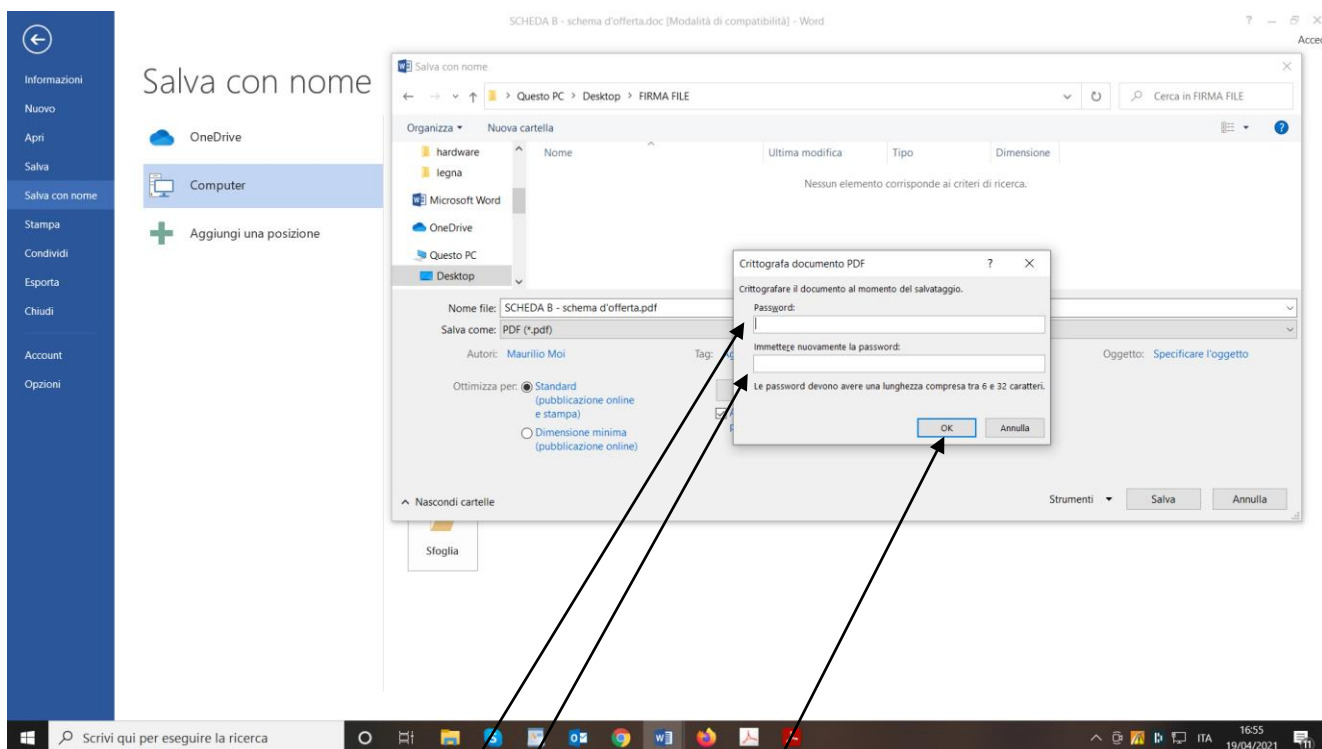 SCHEDA B - schema d'offerta.doc [Modalità di compatibilità] - Word
?
Informazioni
Nuovo
Apri
Salva
Salva con nome
Stampa
Condividi
Esporta
Chiudi
Account
Opzioni
Salva con nome
OneDrive
Computer
Aggiungi una posizione
Sfoglia
Salva con nome
Questo PC > Desktop > FIRMA FILE
Cerca in FIRMA FILE
Organizza
Nuova cartella
?
hardware
legna
Microsoft Word
OneDrive
Questo PC
Desktop
Nome
Ultima modifica
Tipo
Dimensione
Nessun elemento corrisponde ai criteri di ricerca.
Nome file: SCHEDA B - schema d'offerta.pdf
Salva come: PDF (*.pdf)
Autori: Maurilio Moi
Tag:
Oggetto: Specificare l'oggetto
Ottimizza per: Standard
(pubblicazione online
e stampa)
Dimensione minima
(pubblicazione online)
Nascondi cartelle
Strumenti
Salva
Annulla
Crittografa documento PDF
?
Crittografare il documento al momento del salvataggio.
Password:
Immettere nuovamente la password:
Le password devono avere una lunghezza compresa tra 6 e 32 caratteri.
OK
Annulla
Scrivi qui per eseguire la ricerca
ITA
16:55
19/04/2021